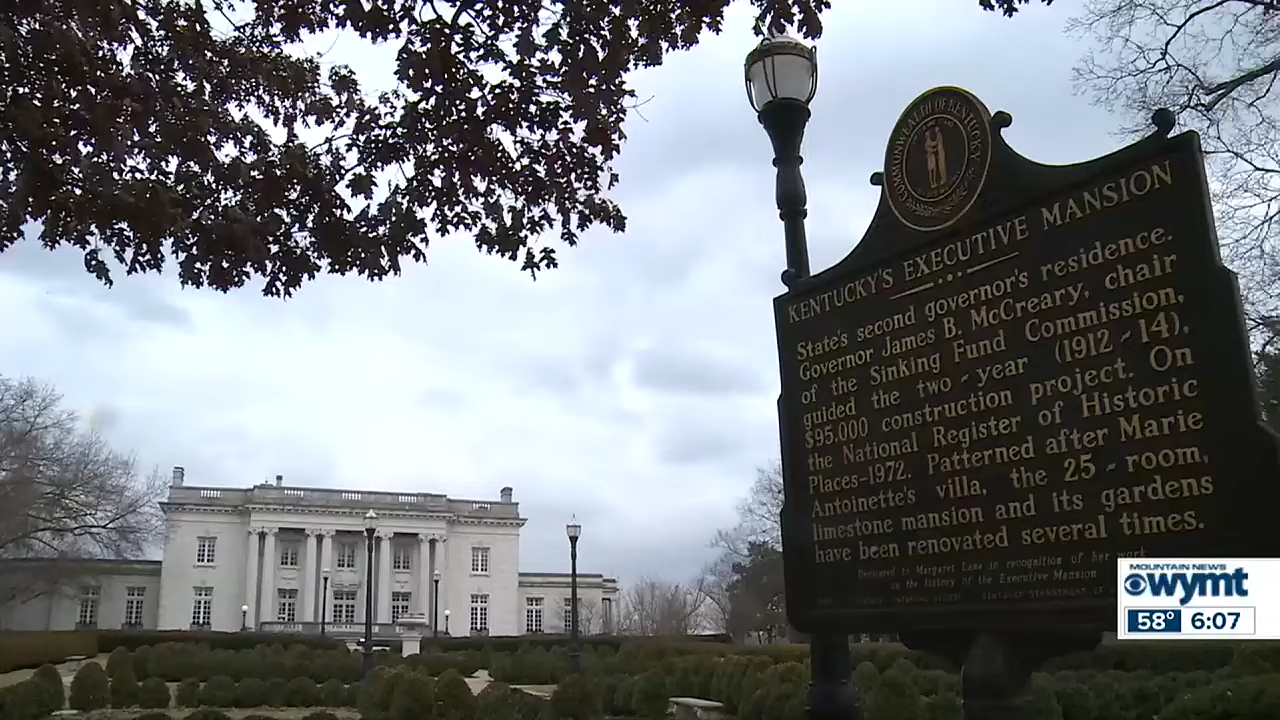 COMMONWEALTH OF KENTUCKY
KENTUCKY'S EXECUTIVE MANSION
State's second governor's residence.
Governor James B. McCreary, chair
of the Sinking Fund Commission,
guided the two-year (1912-14),
$95,000 construction project. On
the National Register of Historic
Places-1972. Patterned after Marie
Antoinette's villa, the 25-room,
limestone mansion and its gardens
have been renovated several times.
Dedicated to Margaret Lane in recognition of her work
on the history of the Executive Mansion
KENTUCKY DEPARTMENT OF
MOUNTAIN NEWS
wymt
58° 6:07